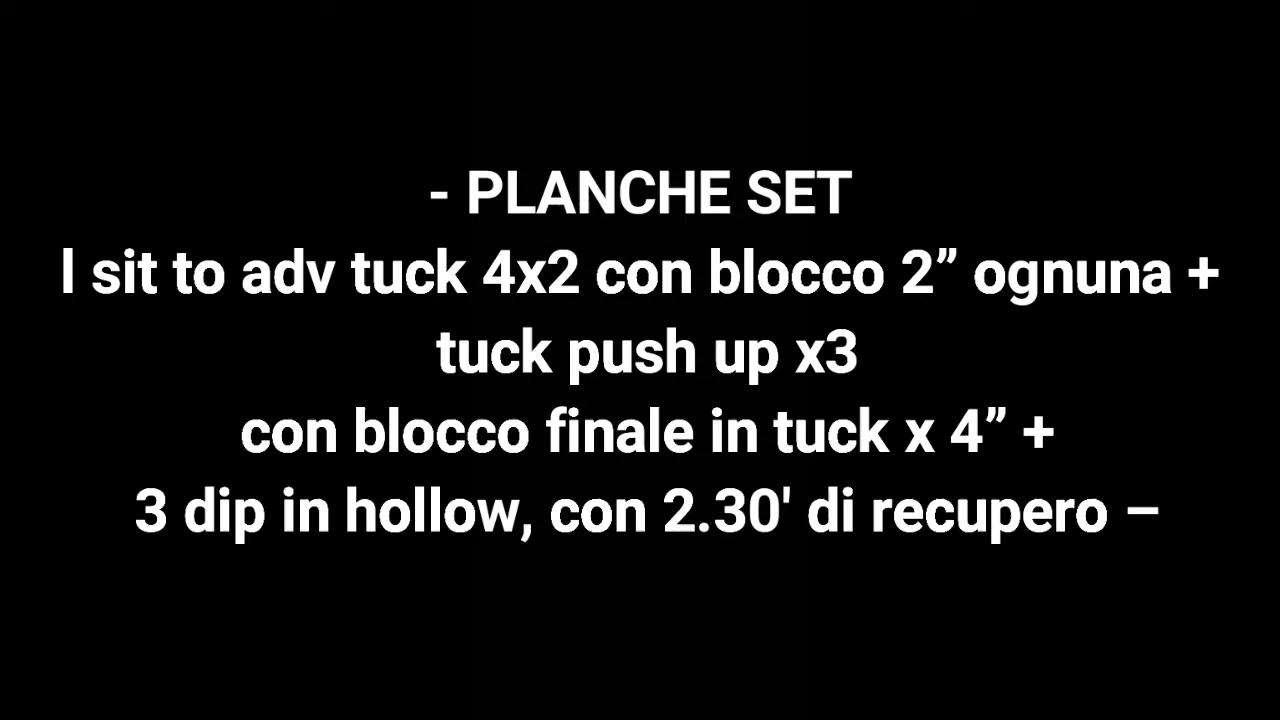 - PLANCHE SET
l sit to adv tuck 4x2 con blocco 2” ognuna +
tuck push up x3
con blocco finale in tuck x 4” +
3 dip in hollow, con 2.30' di recupero –